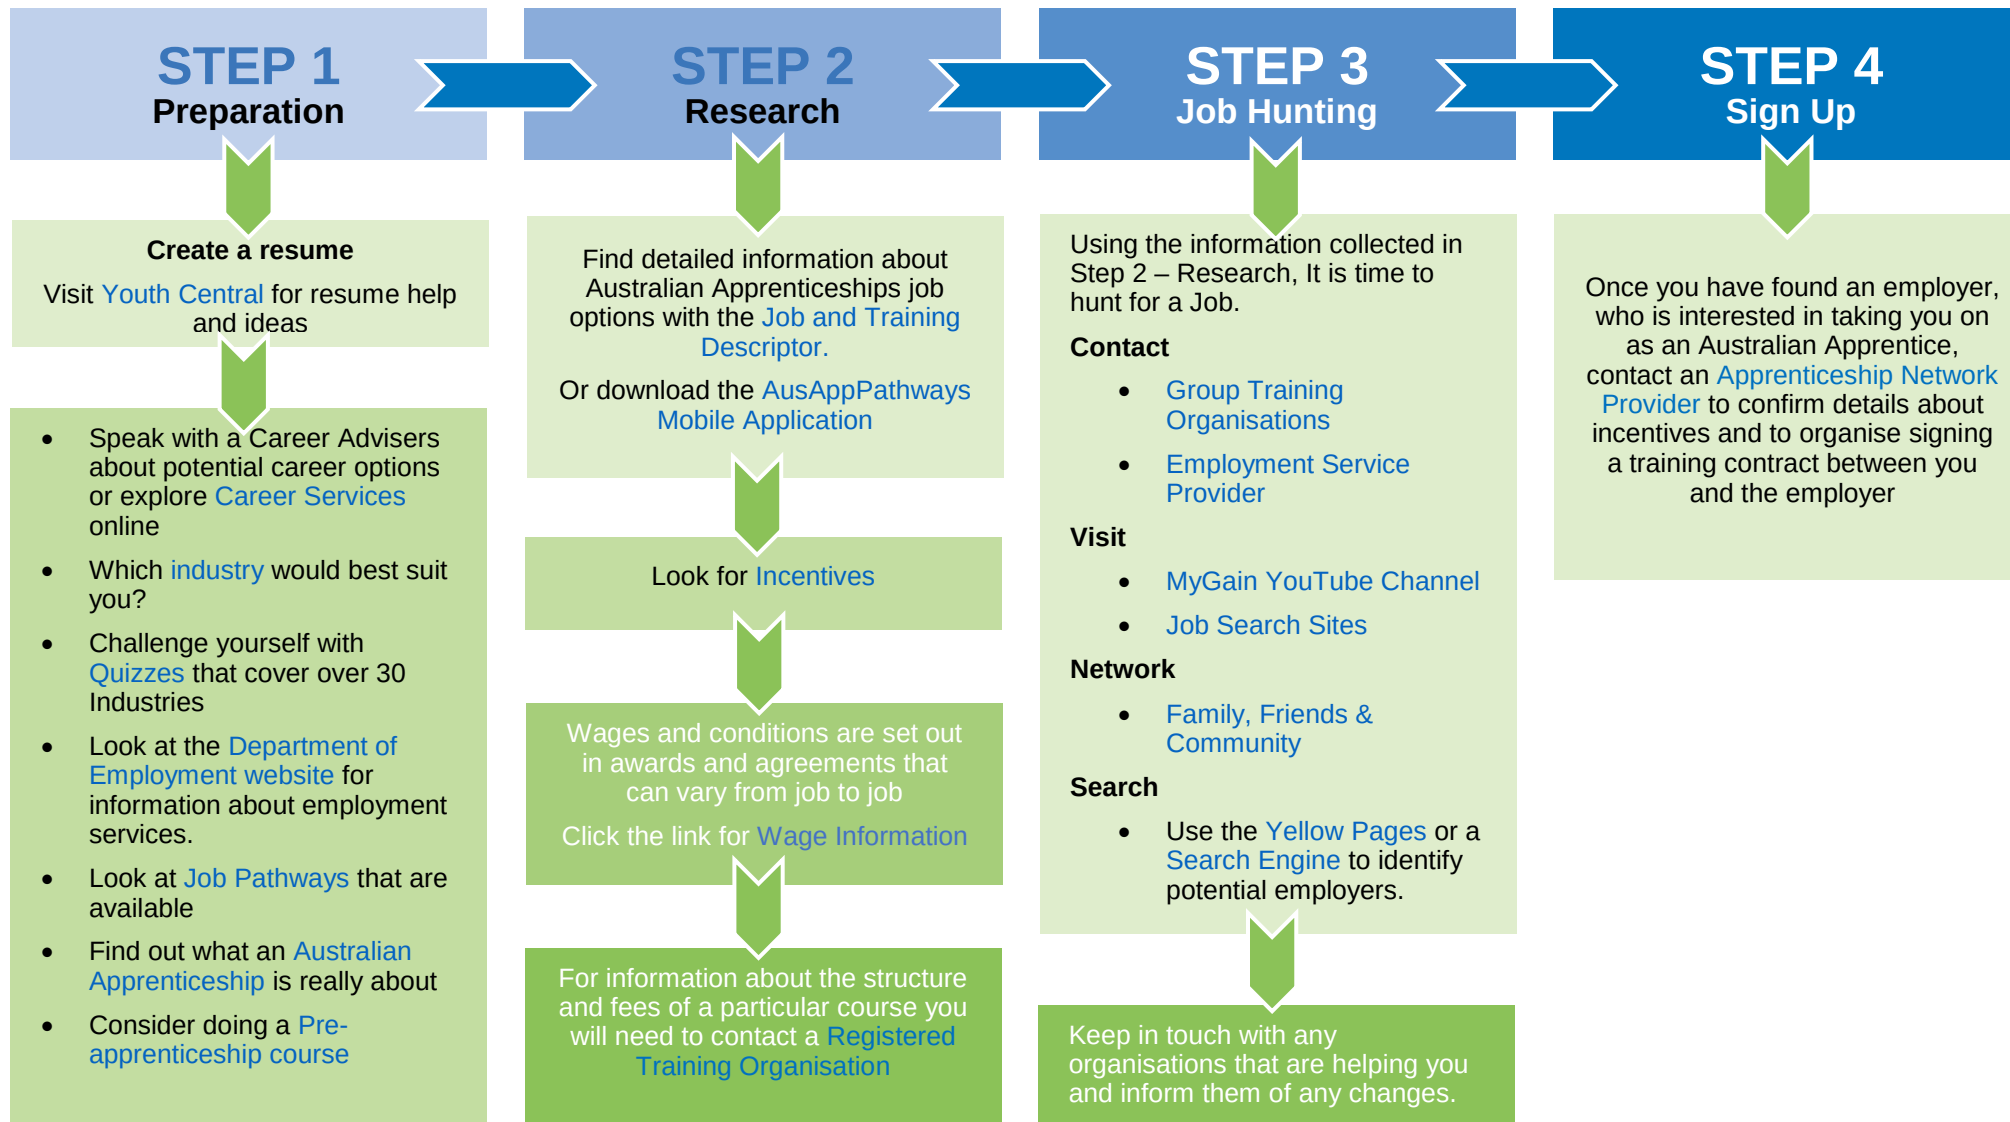 STEP 1
Preparation
Create a resume
Visit Youth Central for resume help
and ideas
• Speak with a Career Advisers
about potential career options
or explore Career Services
online
• Which industry would best suit
you?
• Challenge yourself with
Quizzes that cover over 30
Industries
• Look at the Department of
Employment website for
information about employment
services.
• Look at Job Pathways that are
available
• Find out what an Australian
Apprenticeship is really about
• Consider doing a Pre-
apprenticeship course
STEP 2
Research
Find detailed information about
Australian Apprenticeships job
options with the Job and Training
Descriptor.
Or download the AusAppPathways
Mobile Application
Look for Incentives
Wages and conditions are set out
in awards and agreements that
can vary from job to job
Click the link for Wage Information
For information about the structure
and fees of a particular course you
will need to contact a Registered
Training Organisation
STEP 3
Job Hunting
Using the information collected in
Step 2 – Research, It is time to
hunt for a Job.
Contact
• Group Training
Organisations
• Employment Service
Provider
Visit
• MyGain YouTube Channel
• Job Search Sites
Network
• Family, Friends &
Community
Search
• Use the Yellow Pages or a
Search Engine to identify
potential employers.
Keep in touch with any
organisations that are helping you
and inform them of any changes.
STEP 4
Sign Up
Once you have found an employer,
who is interested in taking you on
as an Australian Apprentice,
contact an Apprenticeship Network
Provider to confirm details about
incentives and to organise signing
a training contract between you
and the employer